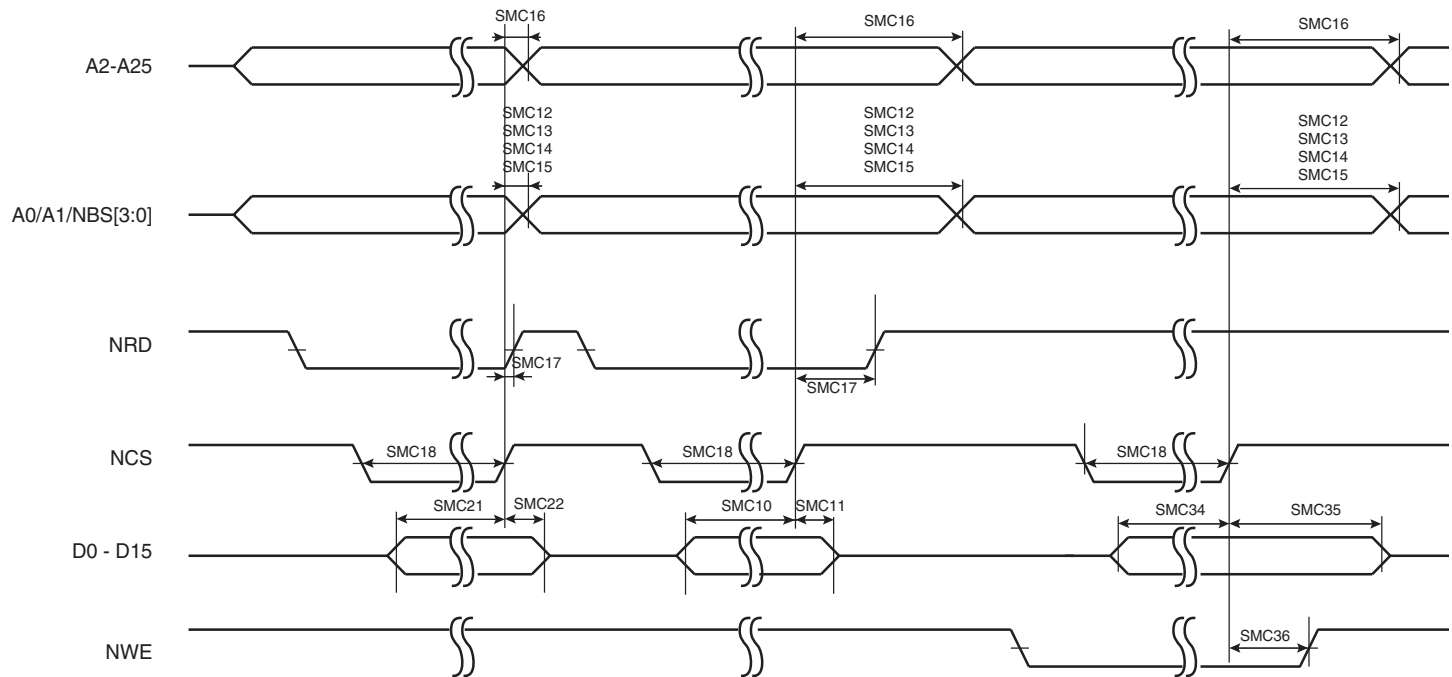 SMC16
SMC16
SMC16
A2-A25
SMC12
SMC13
SMC14
SMC15
SMC12
SMC13
SMC14
SMC15
SMC12
SMC13
SMC14
SMC15
A0/A1/NBS[3:0]
NRD
SMC17
SMC17
NCS
SMC18
SMC18
SMC18
SMC21
SMC22
SMC10
SMC11
SMC34
SMC35
D0 - D15
NWE
SMC36